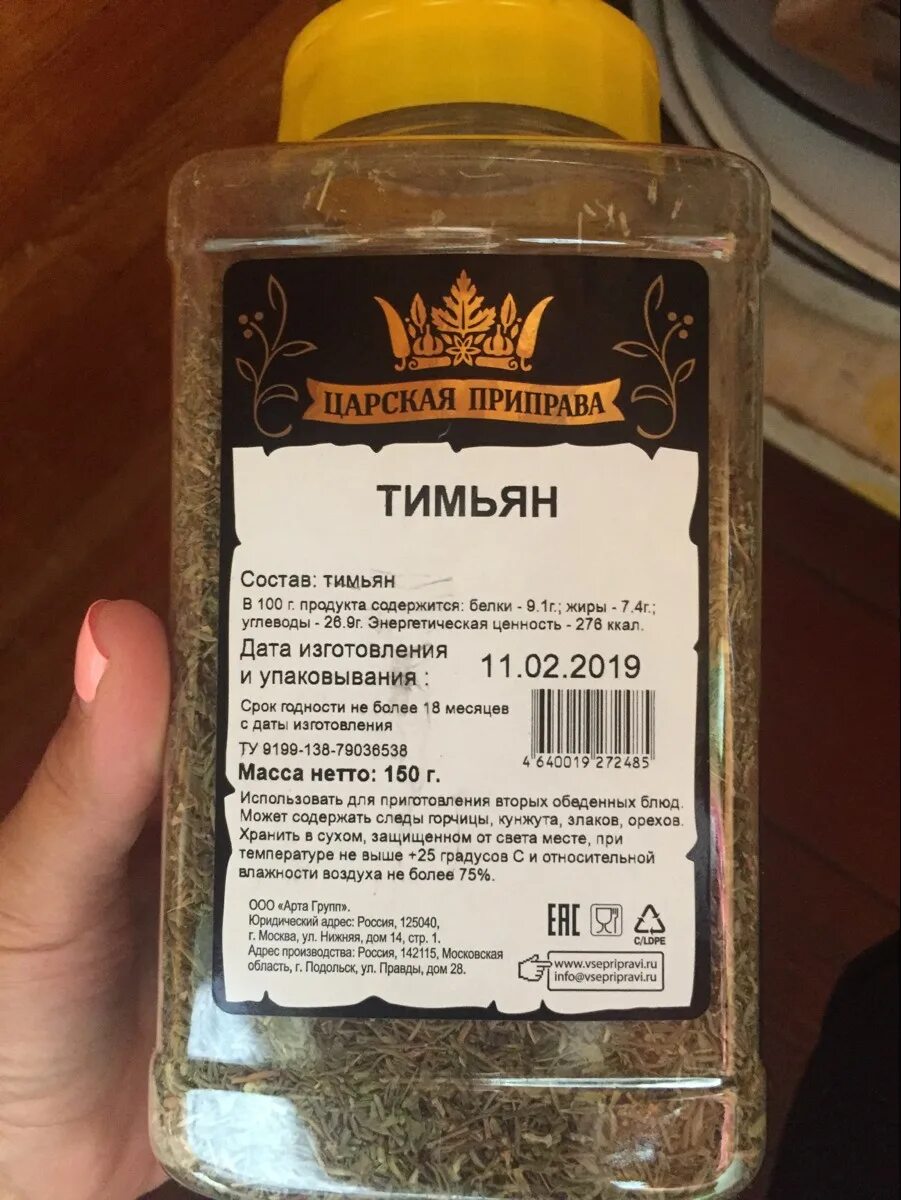 ЦАРСКАЯ ПРИПРАВА
ТИМЬЯН
Состав: тимьян
В 100 г. продукта содержится: белки - 9.1г.; жиры - 7.4г.;
углеводы - 26.9г. Энергетическая ценность - 276 ккал.
Дата изготовления
и упаковывания :
11.02.2019
Срок годности не более 18 месяцев
с даты изготовления
ТУ 9199-138-79036538
4 640019 272485
Масса нетто: 150 г.
Использовать для приготовления вторых обеденных блюд.
Может содержать следы горчицы, кунжута, злаков, орехов.
Хранить в сухом, защищенном от света месте, при
температуре не выше +25 градусов С и относительной
влажности воздуха не более 75%.
ООО «Арта Групп».
Юридический адрес: Россия, 125040,
г. Москва, ул. Нижняя, дом 14, стр. 1.
Адрес производства: Россия, 142115, Московская
область, г. Подольск, ул. Правды, дом 28.
EAC
C/LDPE
www.vsepripravi.ru
info@vsepripravi.ru